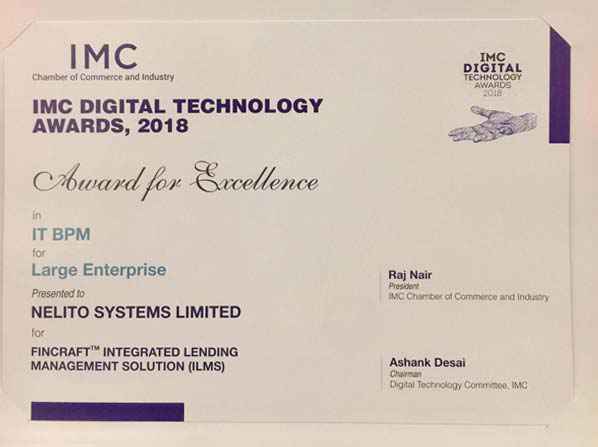 IMC
Chamber of Commerce and Industry
IMC
DIGITAL
TECHNOLOGY
AWARDS
2018
IMC DIGITAL TECHNOLOGY
AWARDS, 2018
Award for Excellence
in
IT BPM
for
Large Enterprise
Presented to
NELITO SYSTEMS LIMITED
for
FINCRAFT™ INTEGRATED LENDING
MANAGEMENT SOLUTION (ILMS)
Raj Nair
President
IMC Chamber of Commerce and Industry
Ashank Desai
Chairman
Digital Technology Committee, IMC